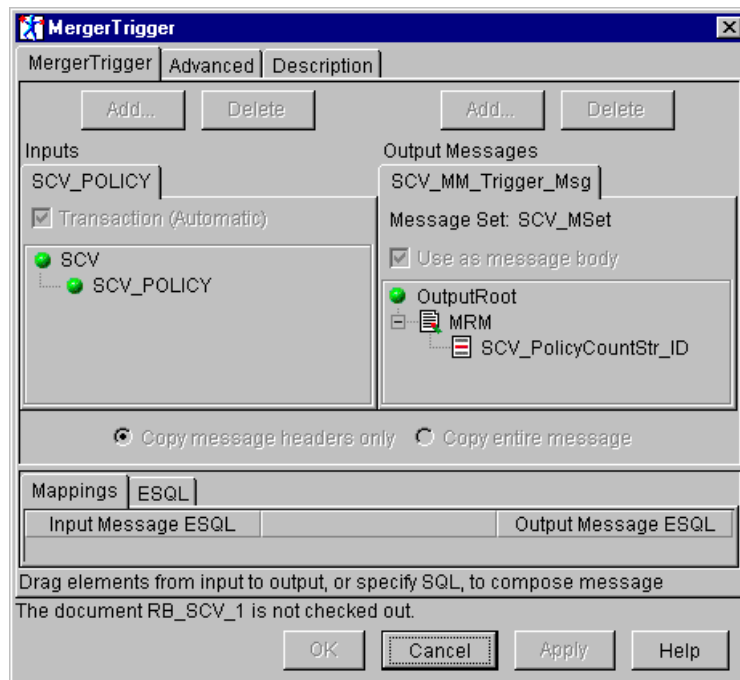 MergerTrigger
MergerTrigger Advanced Description
Add... Delete Add... Delete
Inputs Output Messages
SCV_POLICY SCV_MM_Trigger_Msg
Transaction (Automatic) Message Set: SCV_MSet
Use as message body
SCV
SCV_POLICY
OutputRoot
MRM
SCV_PolicyCountStr_ID
Copy message headers only Copy entire message
Mappings ESQL
Input Message ESQL Output Message ESQL
Drag elements from input to output, or specify SQL, to compose message
The document RB_SCV_1 is not checked out.
OK Cancel Apply Help